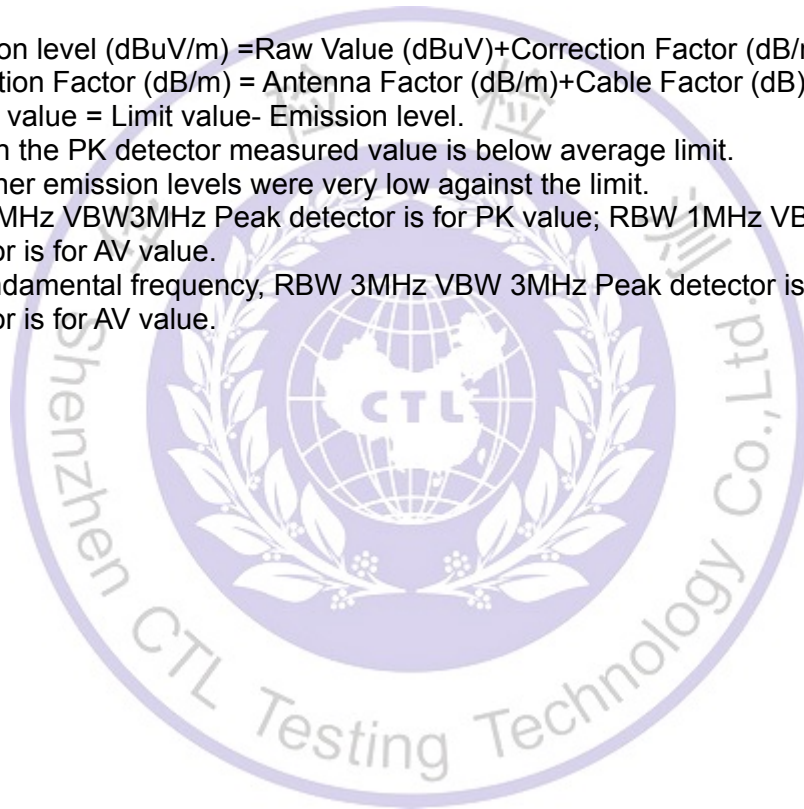 on level (dBuV/m) =Raw Value (dBuV)+Correction Factor (dB/m
tion Factor (dB/m) = Antenna Factor (dB/m)+Cable Factor (dB)
value = Limit value- Emission level.
n the PK detector measured value is below average limit.
ner emission levels were very low against the limit.
MHz VBW3MHz Peak detector is for PK value; RBW 1MHz VB
or is for AV value.
ndamental frequency, RBW 3MHz VBW 3MHz Peak detector is
or is for AV value.
CTL
Shenzhen CTL Testing Technology Co., Ltd.
检 测